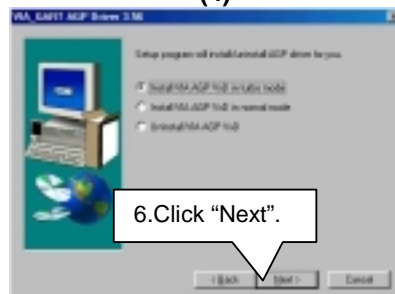 (4)
VIA_GART AGP Driver 3.56
Setup program will install/uninstall AGP driver for you.
Install VIA AGP VxD in turbo mode
Install VIA AGP VxD in normal mode
Uninstall VIA AGP VxD
6.Click “Next”.
< Back Next > Cancel